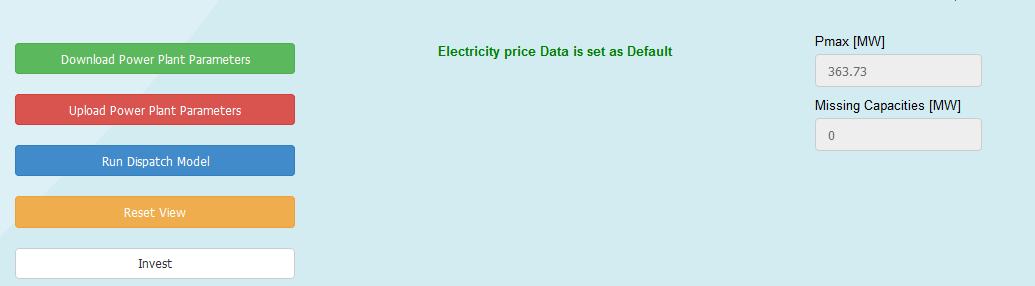 Download Power Plant Parameters
Upload Power Plant Parameters
Run Dispatch Model
Reset View
Invest
Electricity price Data is set as Default
Pmax [MW]
363.73
Missing Capacities [MW]
0